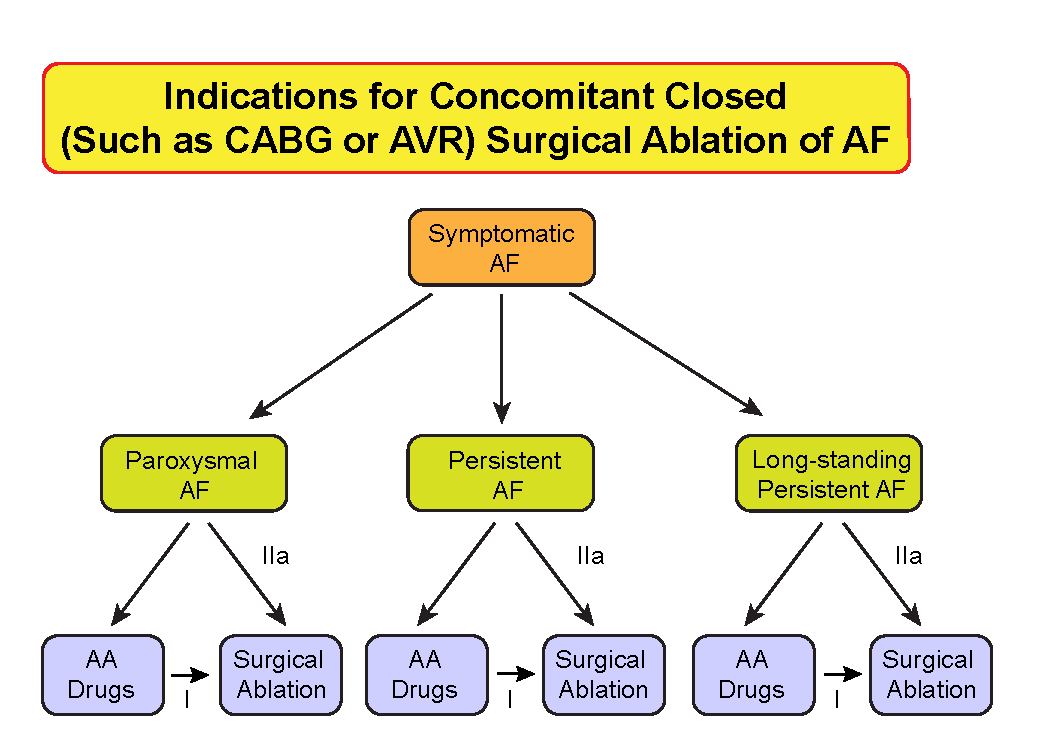 Indications for Concomitant Closed
(Such as CABG or AVR) Surgical Ablation of AF
Symptomatic
AF
Paroxysmal
AF
Persistent
AF
Long-standing
Persistent AF
IIa
IIa
IIa
AA
Drugs
I
Surgical
Ablation
AA
Drugs
I
Surgical
Ablation
AA
Drugs
I
Surgical
Ablation